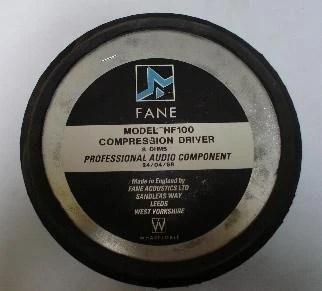 FANE
MODEL HF100
COMPRESSION DRIVER
8 OHMS
PROFESSIONAL AUDIO COMPONENT
24/04/98
Made in England by
FANE ACOUSTICS LTD
SANDLEAS WAY
LEEDS
WEST YORKSHIRE
W
WHARFEDALE